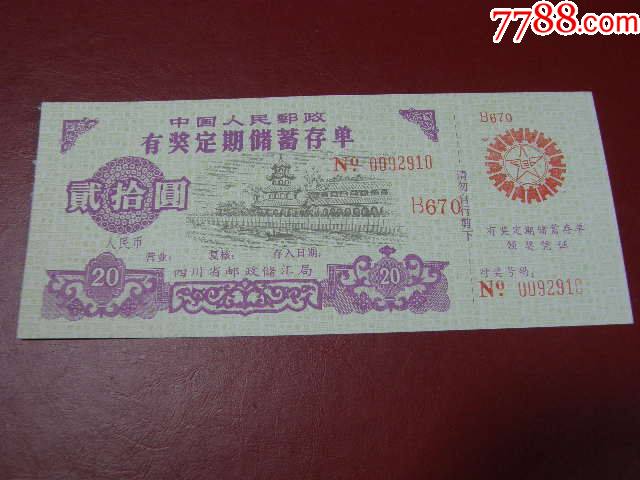 7788.com
中国人民邮政
有奖定期储蓄存单
Nº 0092910
貳拾圓
B670
人民币
营业：
复核：
存入日期：
四川省邮政储汇局
20
20
请勿自行剪下
B670
有奖定期储蓄存单
领奖凭证
对奖号码：
Nº 0092910